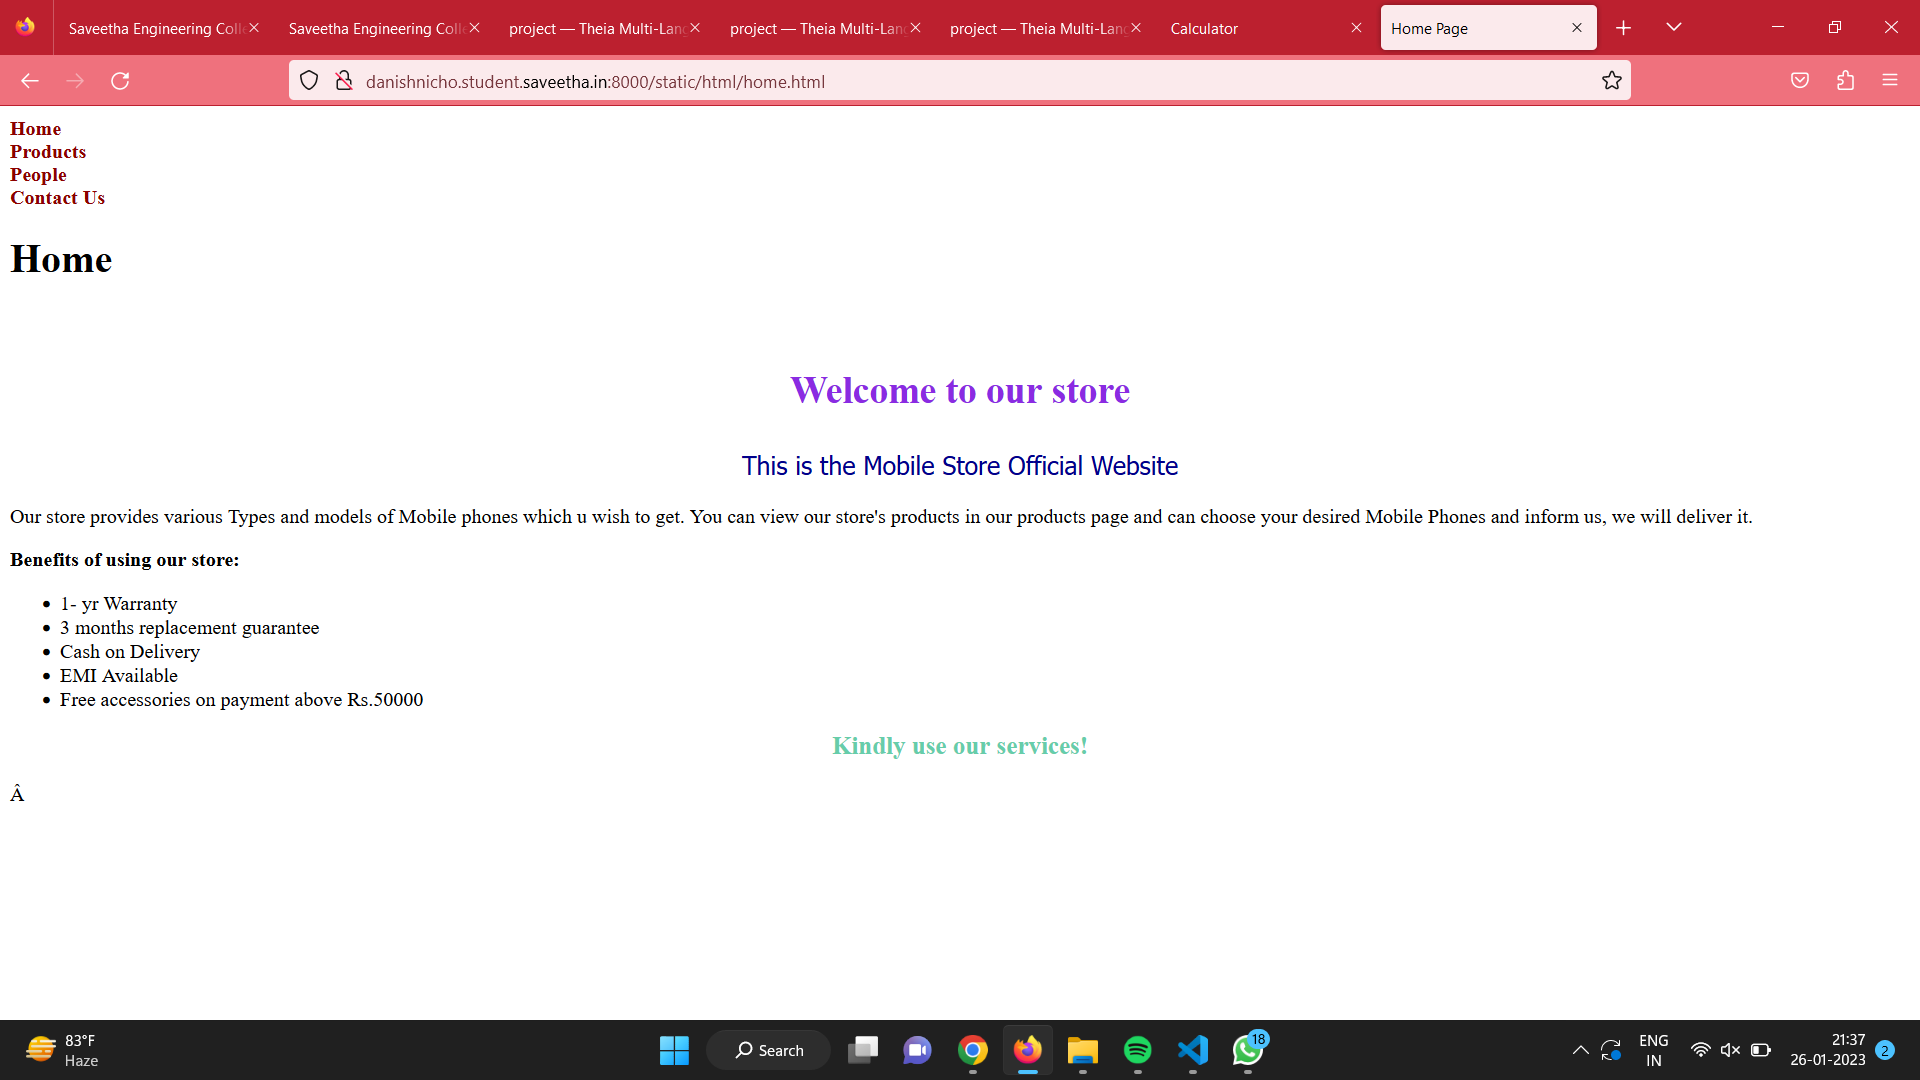 Saveetha Engineering Coll
Saveetha Engineering Colle
project — Theia Multi-Lang
project — Theia Multi-Lang
project — Theia Multi-Lang
Calculator
Home Page
danishnicho.student.saveetha.in:8000/static/html/home.html
Home
Products
People
Contact Us
Home
Welcome to our store
This is the Mobile Store Official Website
Our store provides various Types and models of Mobile phones which u wish to get. You can view our store's products in our products page and can choose your desired Mobile Phones and inform us, we will deliver it.
Benefits of using our store:
1- yr Warranty
3 months replacement guarantee
Cash on Delivery
EMI Available
Free accessories on payment above Rs.50000
Kindly use our services!
Â
83°F
Haze
Search
18
ENG
IN
21:37
26-01-2023
2